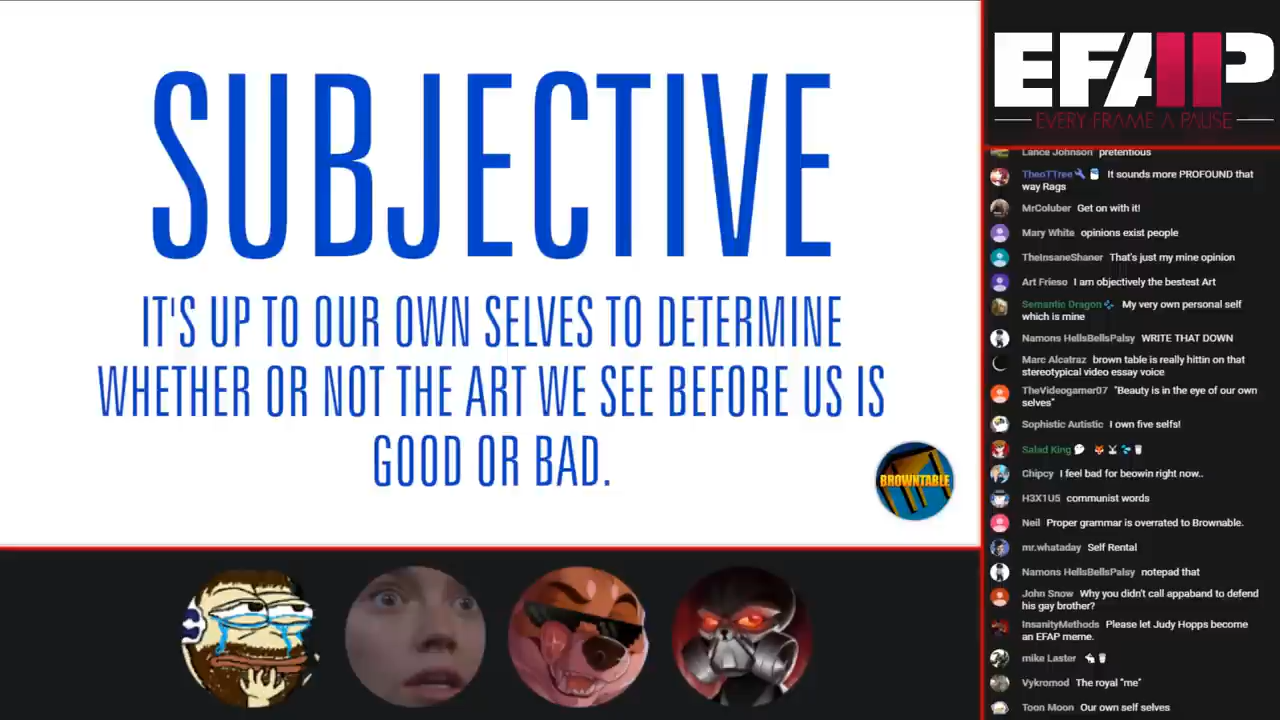 SUBJECTIVE
IT'S UP TO OUR OWN SELVES TO DETERMINE
WHETHER OR NOT THE ART WE SEE BEFORE US IS
GOOD OR BAD.
BROWNTABLE
EFAP
EVERY FRAME A PAUSE
Lance Johnson pretentious
TheoTTree It sounds more PROFOUND that
way Rags
MrColuber Get on with it!
Mary White opinions exist people
TheInsaneShaner That's just my mine opinion
Art Frieso I am objectively the bestest Art
Semantic Dragon My very own personal self
which is mine
Namons HellsBellsPalsy WRITE THAT DOWN
Marc Alcatraz brown table is really hittin on that
stereotypical video essay voice
TheVideogamer07 "Beauty is in the eye of our own
selves"
Sophistic Autistic I own five selfs!
Salad King
Chipcy I feel bad for beowin right now..
H3X1U5 communist words
Neil Proper grammar is overrated to Brownable.
mr.whataday Self Rental
Namons HellsBellsPalsy notepad that
John Snow Why you didn't call appaband to defend
his gay brother?
InsanityMethods Please let Judy Hopps become
an EFAP meme.
mike Laster
Vykromod The royal "me"
Toon Moon Our own self selves